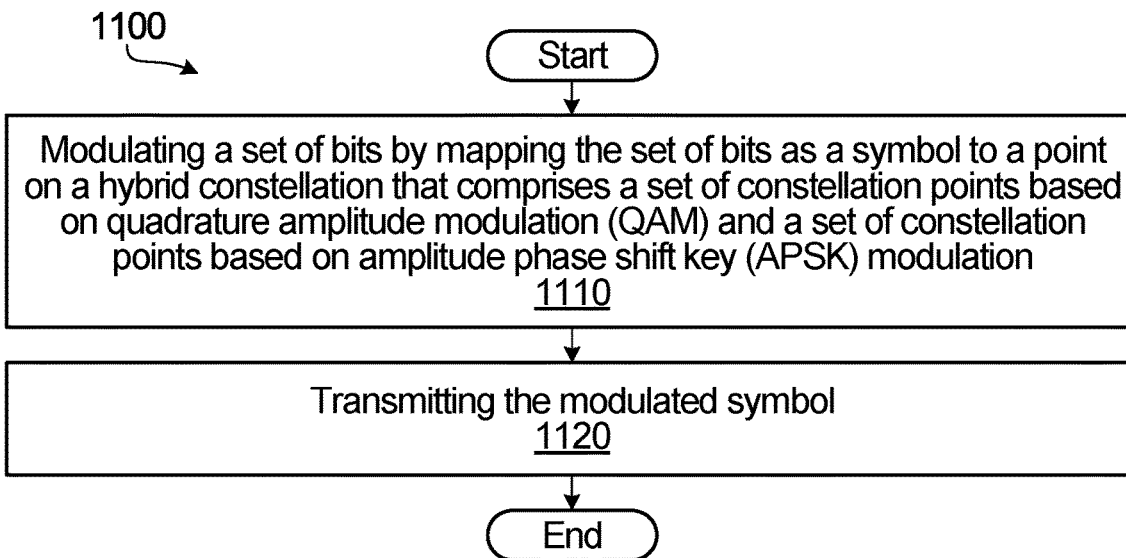 1100
Start
Modulating a set of bits by mapping the set of bits as a symbol to a point
on a hybrid constellation that comprises a set of constellation points based
on quadrature amplitude modulation (QAM) and a set of constellation
points based on amplitude phase shift key (APSK) modulation
1110
Transmitting the modulated symbol
1120
End